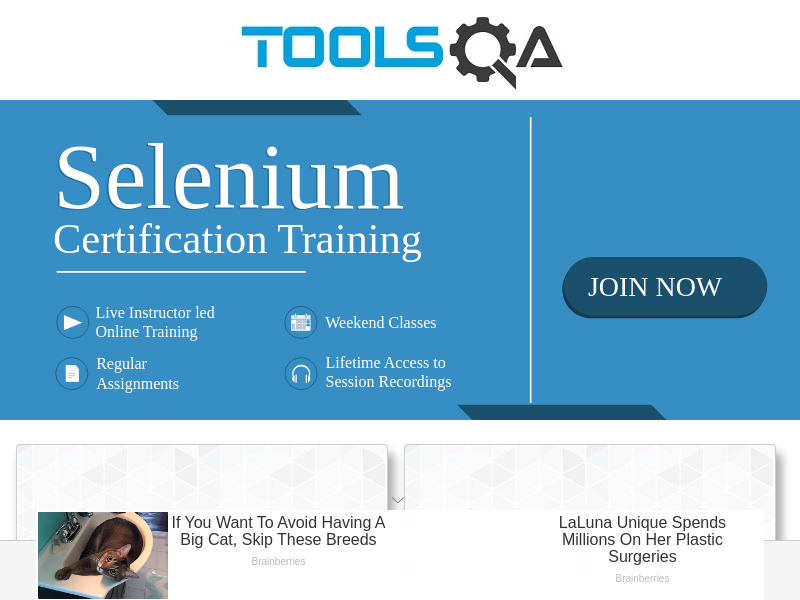 TOOLSQA
Selenium
Certification Training
JOIN NOW
Live Instructor led
Online Training
Weekend Classes
Regular
Assignments
Lifetime Access to
Session Recordings
If You Want To Avoid Having A
Big Cat, Skip These Breeds
Brainberries
LaLuna Unique Spends
Millions On Her Plastic
Surgeries
Brainberries